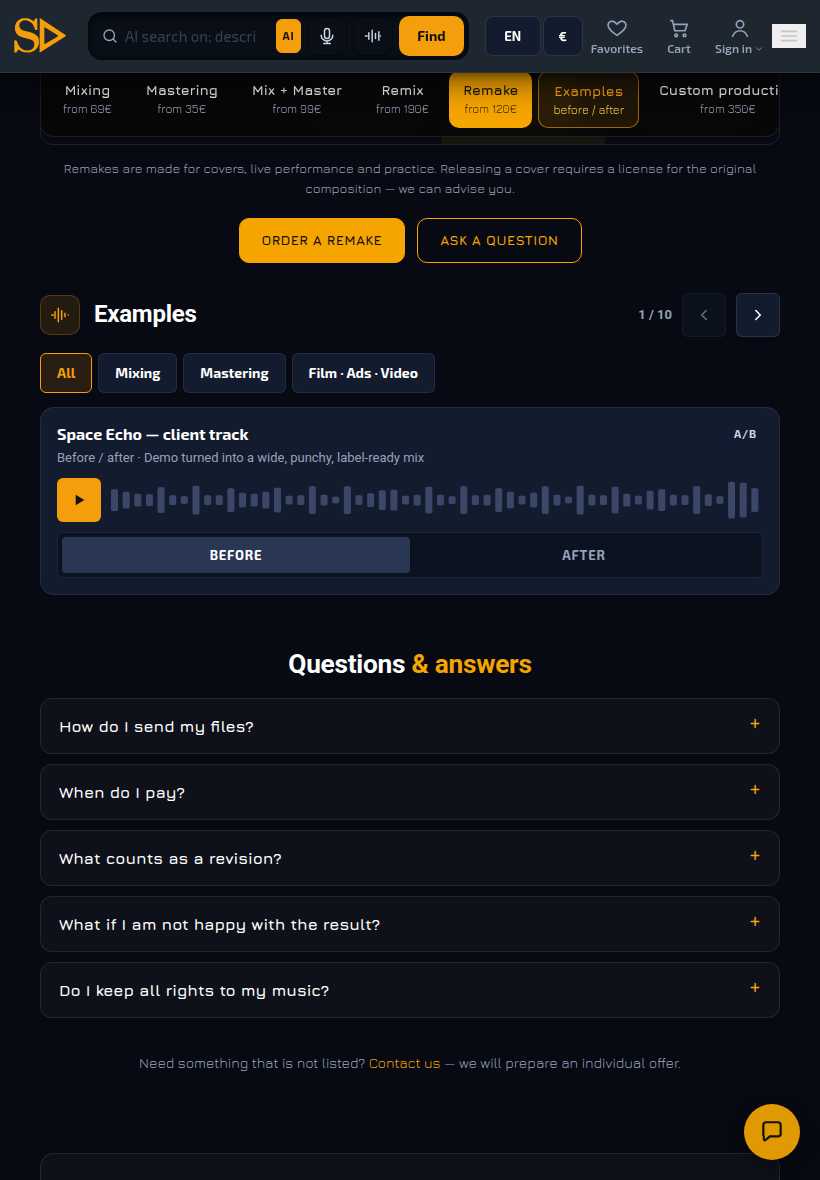 SD
AI search on: descri
AI
Find
EN
€
Favorites
Cart
Sign in
Mixing
from 69€
Mastering
from 35€
Mix + Master
from 99€
Remix
from 190€
Remake
from 120€
Examples
before / after
Custom producti
from 350€
Remakes are made for covers, live performance and practice. Releasing a cover requires a license for the original
composition — we can advise you.
ORDER A REMAKE
ASK A QUESTION
Examples
1 / 10
All
Mixing
Mastering
Film · Ads · Video
Space Echo — client track
A/B
Before / after · Demo turned into a wide, punchy, label-ready mix
BEFORE
AFTER
Questions & answers
How do I send my files?
+
When do I pay?
+
What counts as a revision?
+
What if I am not happy with the result?
+
Do I keep all rights to my music?
+
Need something that is not listed? Contact us — we will prepare an individual offer.